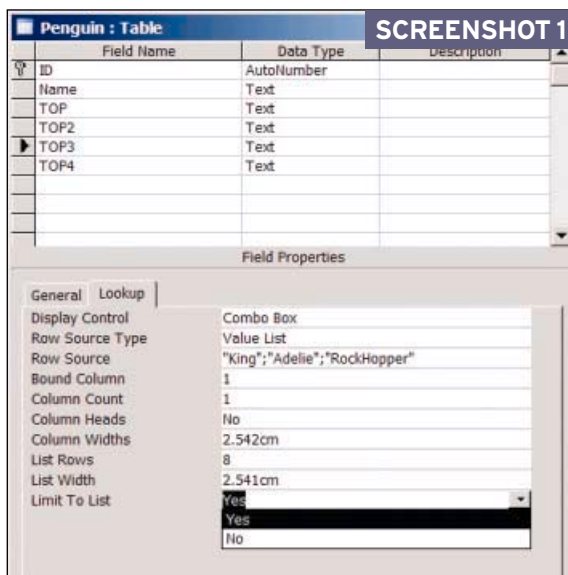 Penguin : Table
SCREENSHOT 1
Field Name Data Type Description
ID AutoNumber
Name Text
TOP Text
TOP2 Text
TOP3 Text
TOP4 Text
Field Properties
General Lookup
Display Control Combo Box
Row Source Type Value List
Row Source "King";"Adelie";"RockHopper"
Bound Column 1
Column Count 1
Column Heads No
Column Widths 2.542cm
List Rows 8
List Width 2.541cm
Limit To List Yes
Yes
No